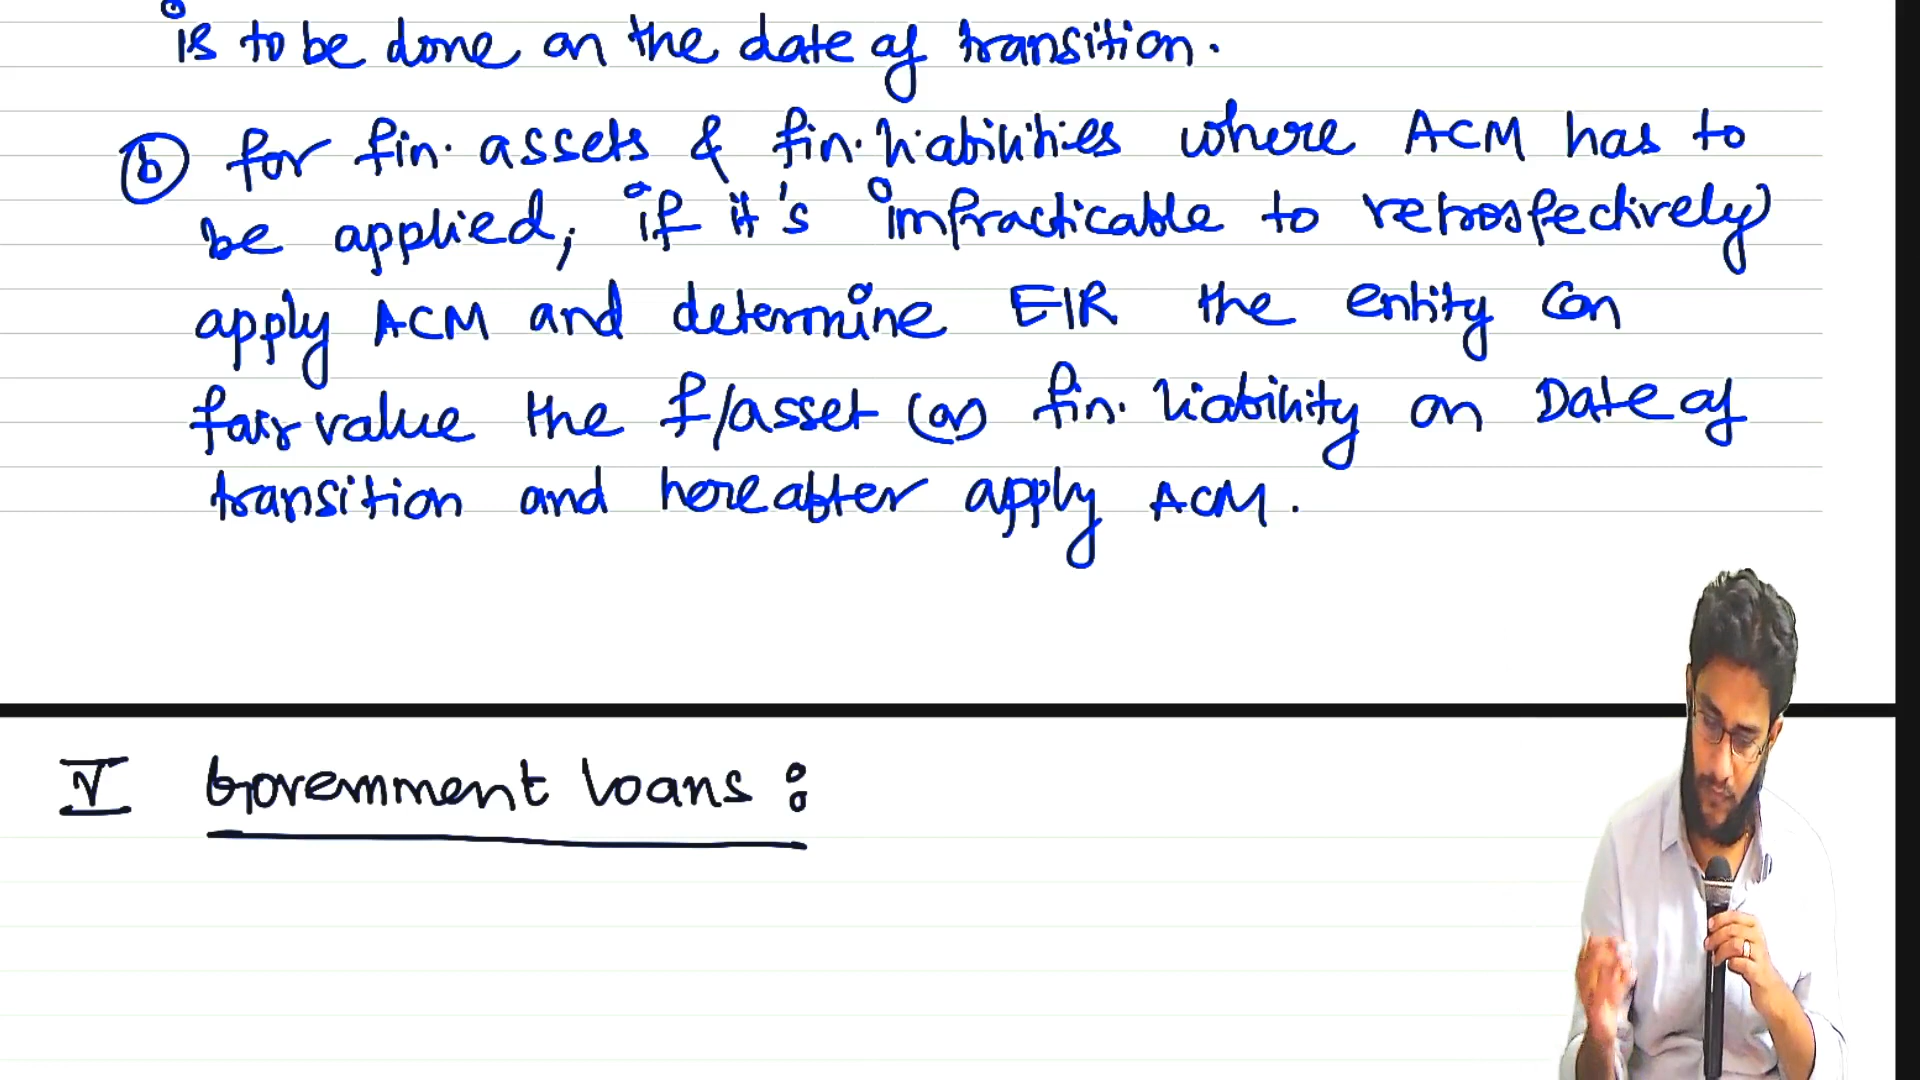 is to be done on the date of transition.
(b) for fin. assets & fin. liabilities where ACM has to
be applied, if it's impracticable to retrospectively
apply ACM and determine EIR the entity can
fair value the f/asset (or) fin. liability on Date of
transition and hereafter apply ACM.
V Government loans :